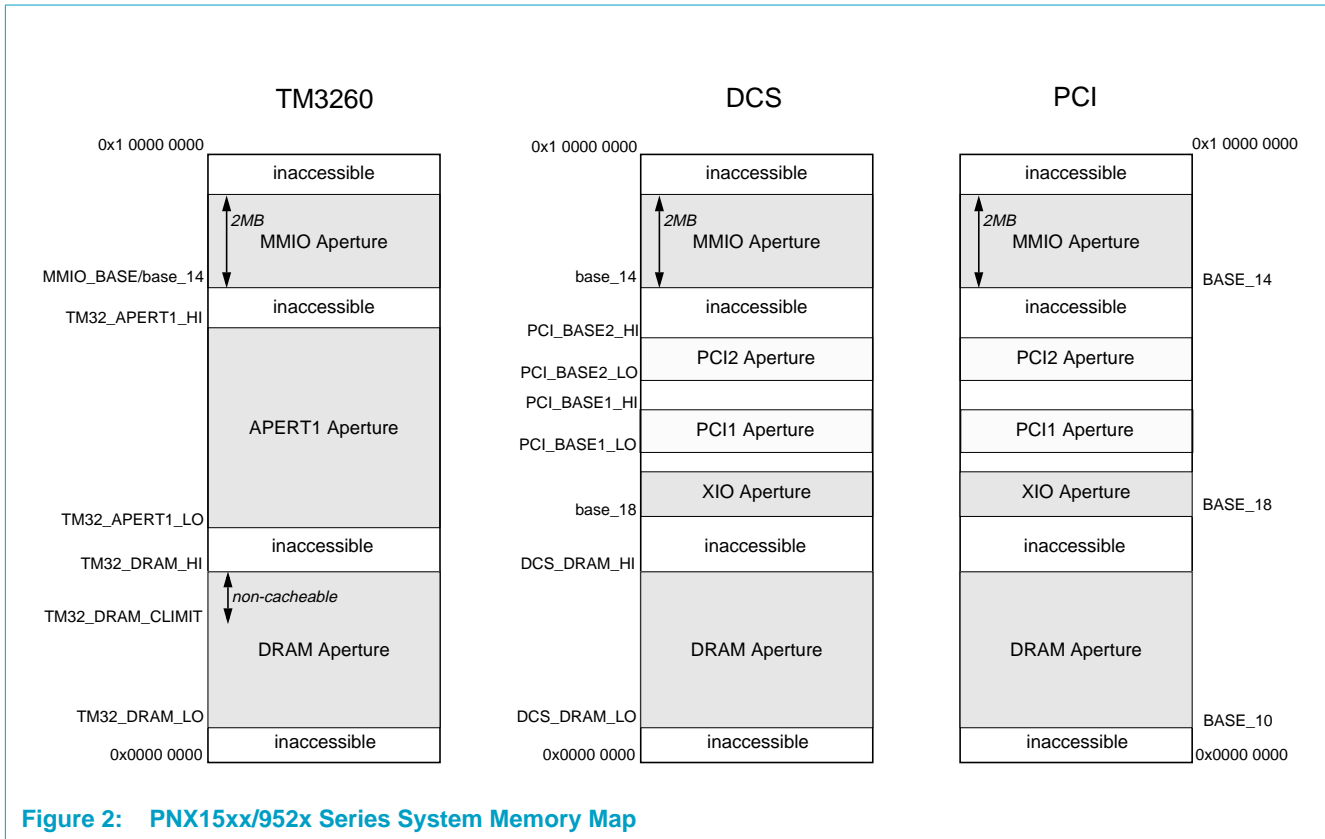 TM3260
0x1 0000 0000
inaccessible
2MB
MMIO Aperture
MMIO_BASE/base_14
inaccessible
TM32_APERT1_HI
APERT1 Aperture
TM32_APERT1_LO
inaccessible
TM32_DRAM_HI
non-cacheable
TM32_DRAM_CLIMIT
DRAM Aperture
TM32_DRAM_LO
inaccessible
0x0000 0000
DCS
0x1 0000 0000
inaccessible
2MB
MMIO Aperture
base_14
inaccessible
PCI_BASE2_HI
PCI2 Aperture
PCI_BASE2_LO
PCI_BASE1_HI
PCI1 Aperture
PCI_BASE1_LO
XIO Aperture
base_18
inaccessible
DCS_DRAM_HI
DRAM Aperture
DCS_DRAM_LO
inaccessible
0x0000 0000
PCI
0x1 0000 0000
inaccessible
2MB
MMIO Aperture
BASE_14
inaccessible
PCI2 Aperture
PCI1 Aperture
XIO Aperture
BASE_18
inaccessible
DRAM Aperture
BASE_10
inaccessible
0x0000 0000
Figure 2: PNX15xx/952x Series System Memory Map